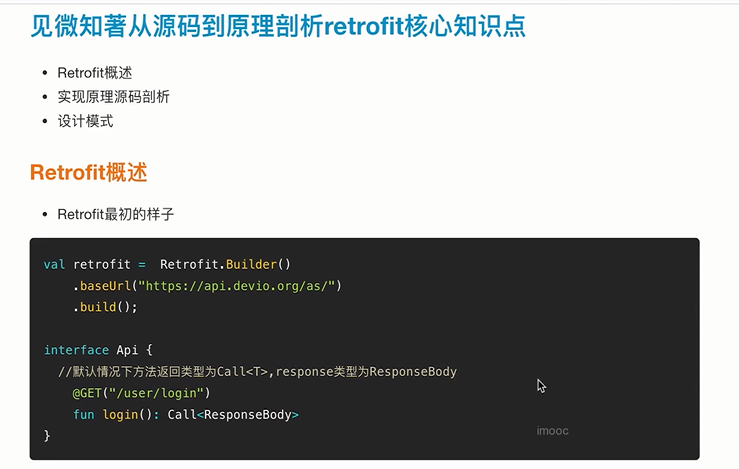 见微知著从源码到原理剖析retrofit核心知识点
• Retrofit概述
• 实现原理源码剖析
• 设计模式
Retrofit概述
• Retrofit最初的样子
val retrofit =  Retrofit.Builder()
    .baseUrl("https://api.devio.org/as/")
    .build();
interface Api {
  //默认情况下方法返回类型为Call<T>,response类型为ResponseBody
    @GET("/user/login")
    fun login(): Call<ResponseBody>
}
imooc